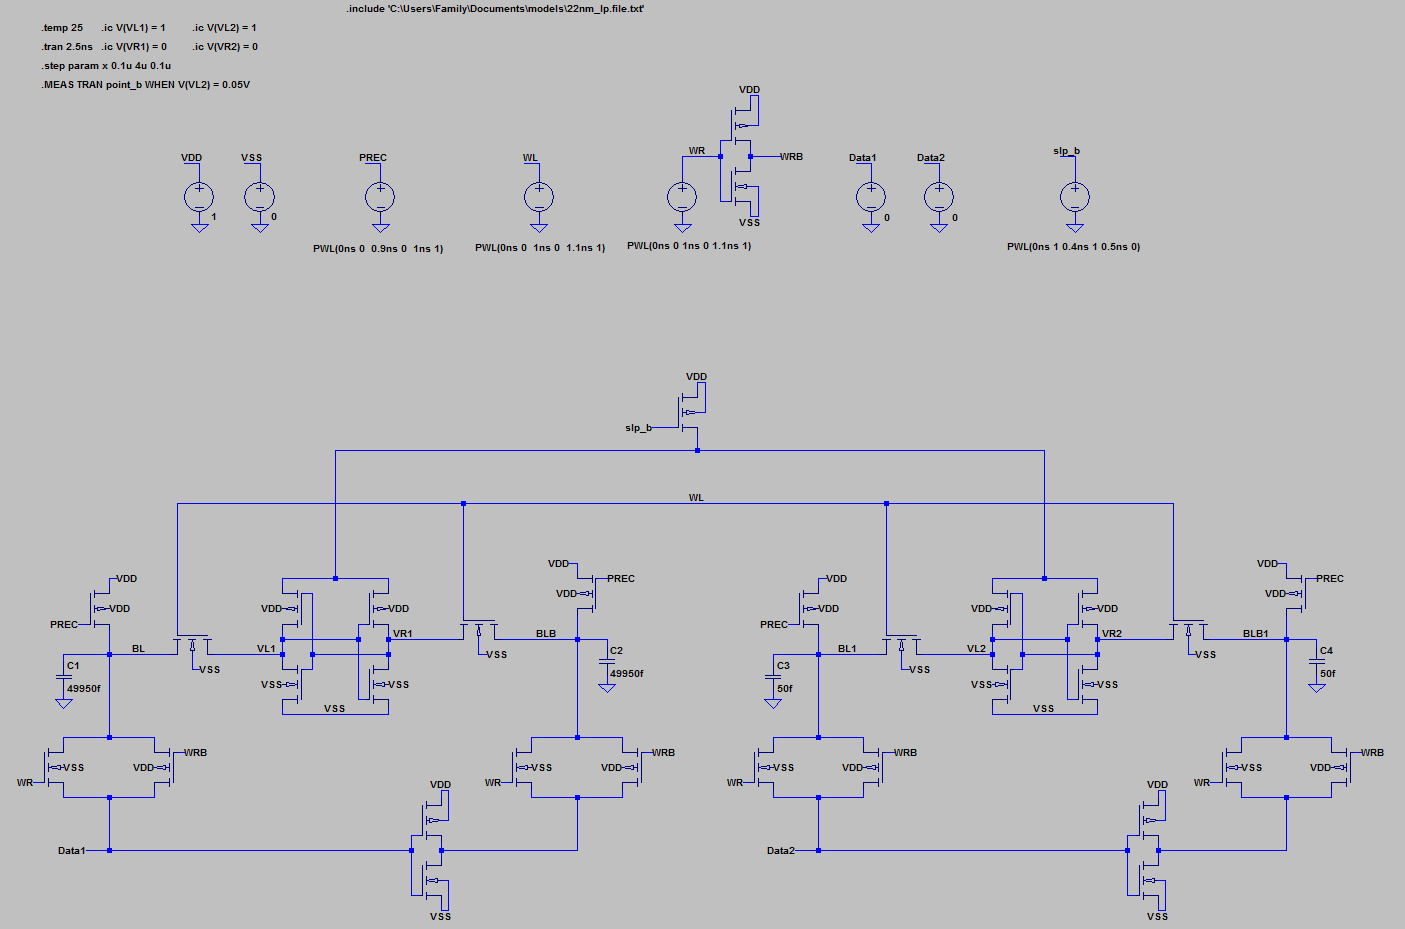 .include 'C:\Users\Family\Documents\models\22nm_lp.file.txt'
.temp 25 .ic V(VL1) = 1 .ic V(VL2) = 1
.tran 2.5ns .ic V(VR1) = 0 .ic V(VR2) = 0
.step param x 0.1u 4u 0.1u
.MEAS TRAN point_b WHEN V(VL2) = 0.05V
VDD
VDD VSS PREC WL WR WRB Data1 Data2 slp_b
1 0 0 0
VSS
PWL(0ns 0 0.9ns 0 1ns 1) PWL(0ns 0 1ns 0 1.1ns 1) PWL(0ns 0 1ns 0 1.1ns 1) PWL(0ns 1 0.4ns 1 0.5ns 0)
VDD
slp_b
WL
VDD VDD
VDD PREC VDD PREC
VDD VDD
VDD VDD VDD VDD VDD VDD
PREC PREC
BL VL1 VR1 BLB BL1 VL2 VR2 BLB1
VSS VSS VSS VSS
C1 C2 C3 C4
49950f 49950f 50f 50f
VSS VSS VSS VSS
VSS VSS
WRB WRB WRB WRB
VSS VDD VSS VDD VSS VDD VSS VDD
WR WR WR WR
VDD VDD
Data1 Data2
VSS VSS